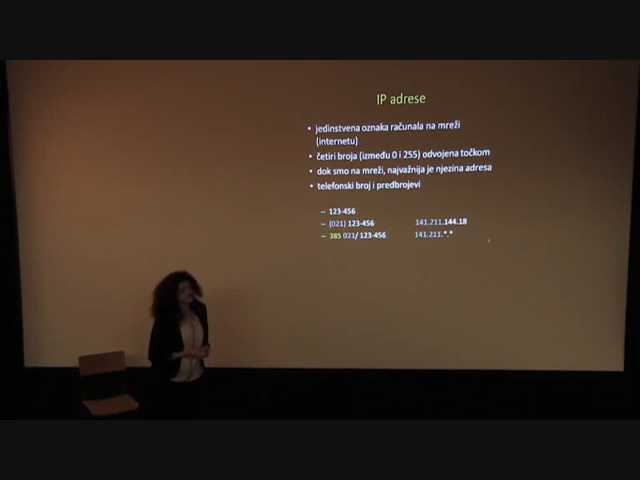 IP adrese
• jedinstvena oznaka računala na mreži
(internetu)
• četiri broja (između 0 i 255) odvojena točkom
• dok smo na mreži, najvažnija je njezina adresa
• telefonski broj i predbrojevi
– 123-456
– (021) 123-456 141.211.144.18
– 385 021/ 123-456 141.211.*.*